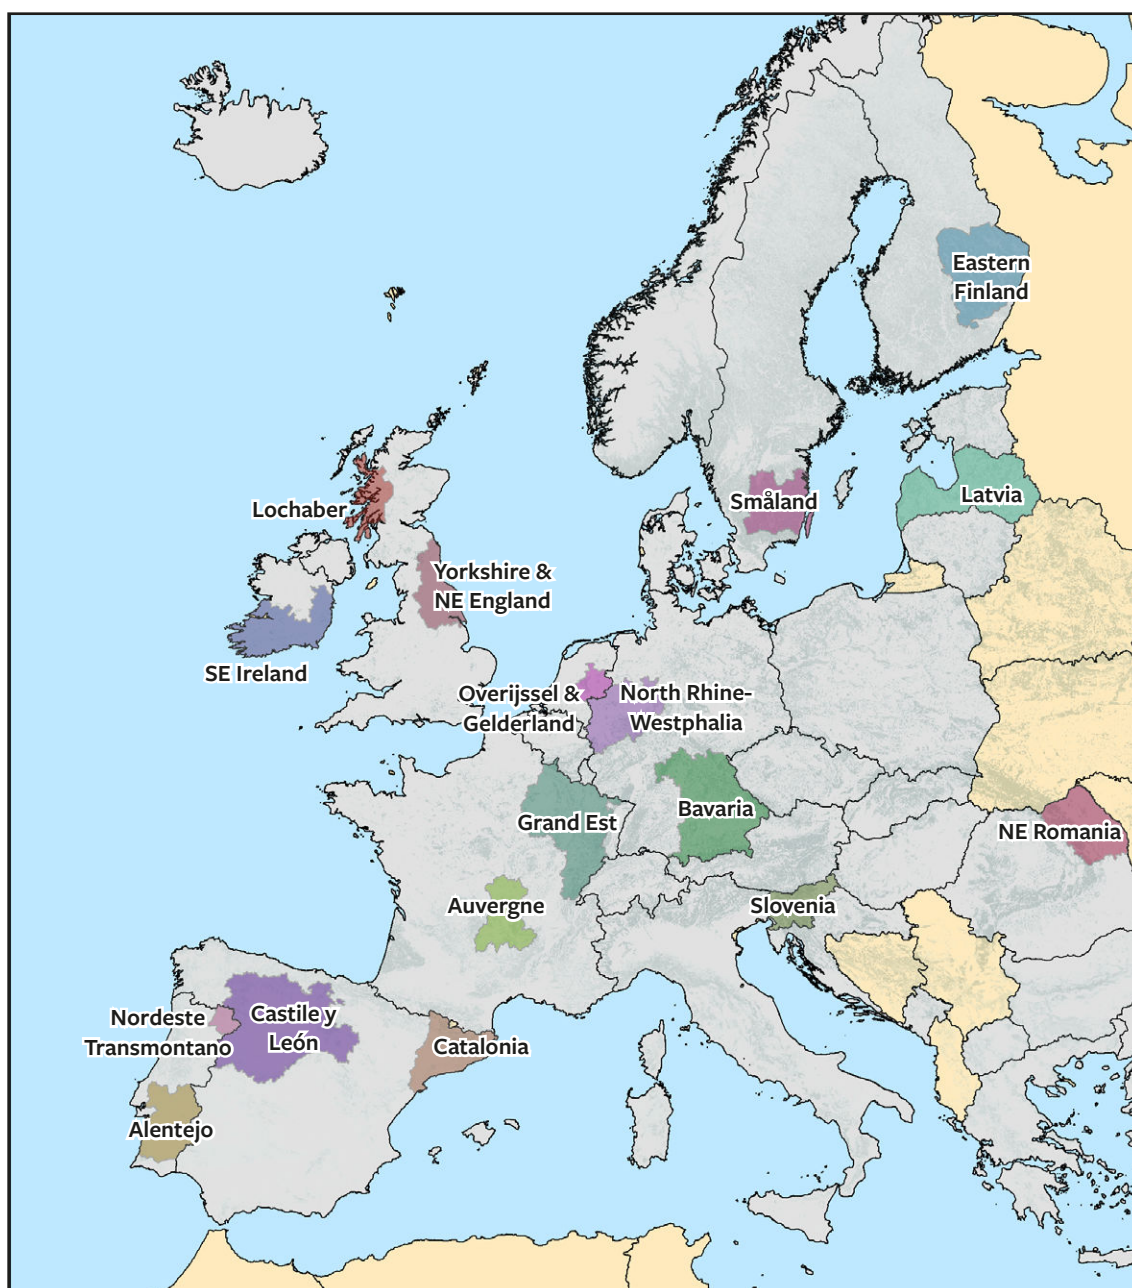 Eastern
Finland
Lochaber
Småland
Latvia
Yorkshire &
NE England
SE Ireland
Overijssel &
Gelderland
North Rhine-
Westphalia
Grand Est
Bavaria
NE Romania
Auvergne
Slovenia
Nordeste
Transmontano
Castile y
León
Catalonia
Alentejo